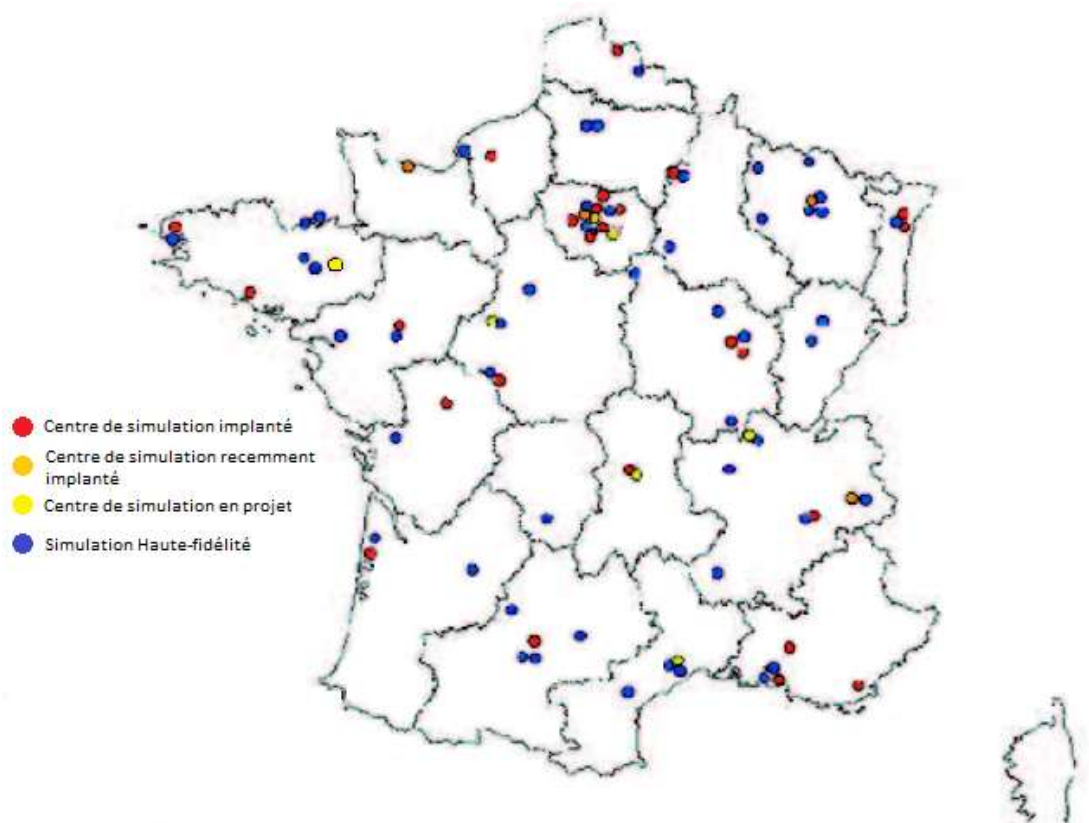 Centre de simulation implanté
Centre de simulation recemment
implanté
Centre de simulation en projet
Simulation Haute-fidélité